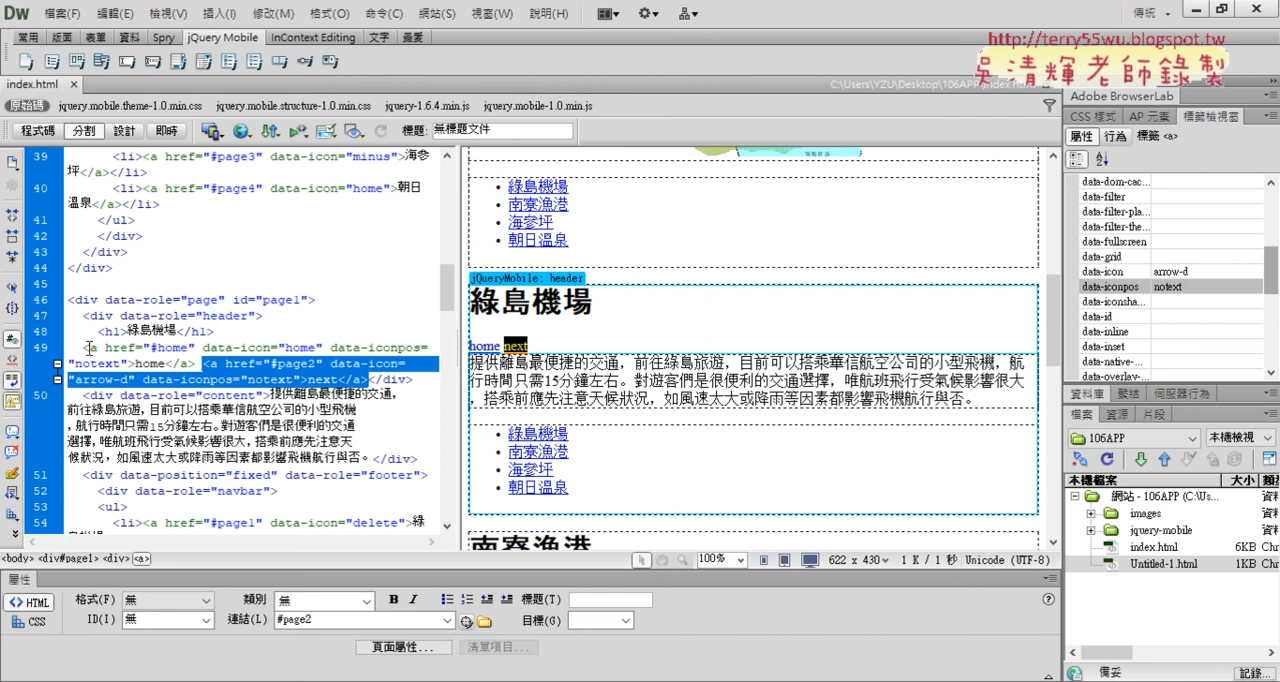 Dw 檔案(F) 編輯(E) 檢視(V) 插入(I) 修改(M) 格式(O) 命令(C) 網站(S) 視窗(W) 說明(H) 傳統
常用 版面 表單 資料 Spry jQuery Mobile InContext Editing 文字 最愛
http://terry55wu.blogspot.tw
吳清輝老師錄製
index.html
C:\Users\YZU\Desktop\106APP\index.html
Adobe BrowserLab
原始碼 jquery.mobile.theme-1.0.min.css jquery.mobile.structure-1.0.min.css jquery-1.6.4.min.js jquery.mobile-1.0.min.js
CSS 樣式 AP 元素 標籤檢視窗
程式碼 分割 設計 即時 標題: 無標題文件
屬性 行為 標籤 <a>
39 <li><a href="#page3" data-icon="minus">海參
坪</a></li>
40 <li><a href="#page4" data-icon="home">朝日
溫泉</a></li>
41 </ul>
42 </div>
43 </div>
44 </div>
45
46 <div data-role="page" id="page1">
47 <div data-role="header">
48 <h1>綠島機場</h1>
49 <a href="#home" data-icon="home" data-iconpos=
"notext">home</a> <a href="#page2" data-icon=
"arrow-d" data-iconpos="notext">next</a></div>
50 <div data-role="content">提供離島最便捷的交通,
前往綠島旅遊,目前可以搭乘華信航空公司的小型飛機
,航行時間只需15分鐘左右。對遊客們是很便利的交通
選擇,唯航班飛行受氣候影響很大,搭乘前應先注意天
候狀況,如風速太大或降雨等因素都影響飛機航行與否。</div>
51 <div data-position="fixed" data-role="footer">
52 <div data-role="navbar">
53 <ul>
54 <li><a href="#page1" data-icon="delete">綠
海參坪
綠島機場
南寮漁港
海參坪
朝日溫泉
jQueryMobile: header
綠島機場
home next
提供離島最便捷的交通,前往綠島旅遊,目前可以搭乘華信航空公司的小型飛機,航
行時間只需15分鐘左右。對遊客們是很便利的交通選擇,唯航班飛行受氣候影響很大
,搭乘前應先注意天候狀況,如風速太大或降雨等因素都影響飛機航行與否。
綠島機場
南寮漁港
海參坪
朝日溫泉
南寮漁港
data-dom-cac...
data-filter
data-filter-pla...
data-filter-the...
data-fullscreen
data-grid
data-icon arrow-d
data-iconpos notext
data-iconsha...
data-id
data-inline
data-inset
data-native-...
data-overlay-...
資料庫 繫結 伺服器行為
檔案 資源 片段
106APP 本機檢視
本機檔案 大小 類
網站 - 106APP (C:\Us... 資料
images 資料
jquery-mobile 資料
index.html 6KB Chr
Untitled-1.html 1KB Chr
<body> <div#page1> <div> <a>
100% 622 x 430 1 K / 1 秒 Unicode (UTF-8)
屬性
<> HTML 格式(F) 無 類別 無 B I 標題(T)
CSS ID(I) 無 連結(L) #page2 目標(G)
頁面屬性... 清單項目...
備妥 記錄...